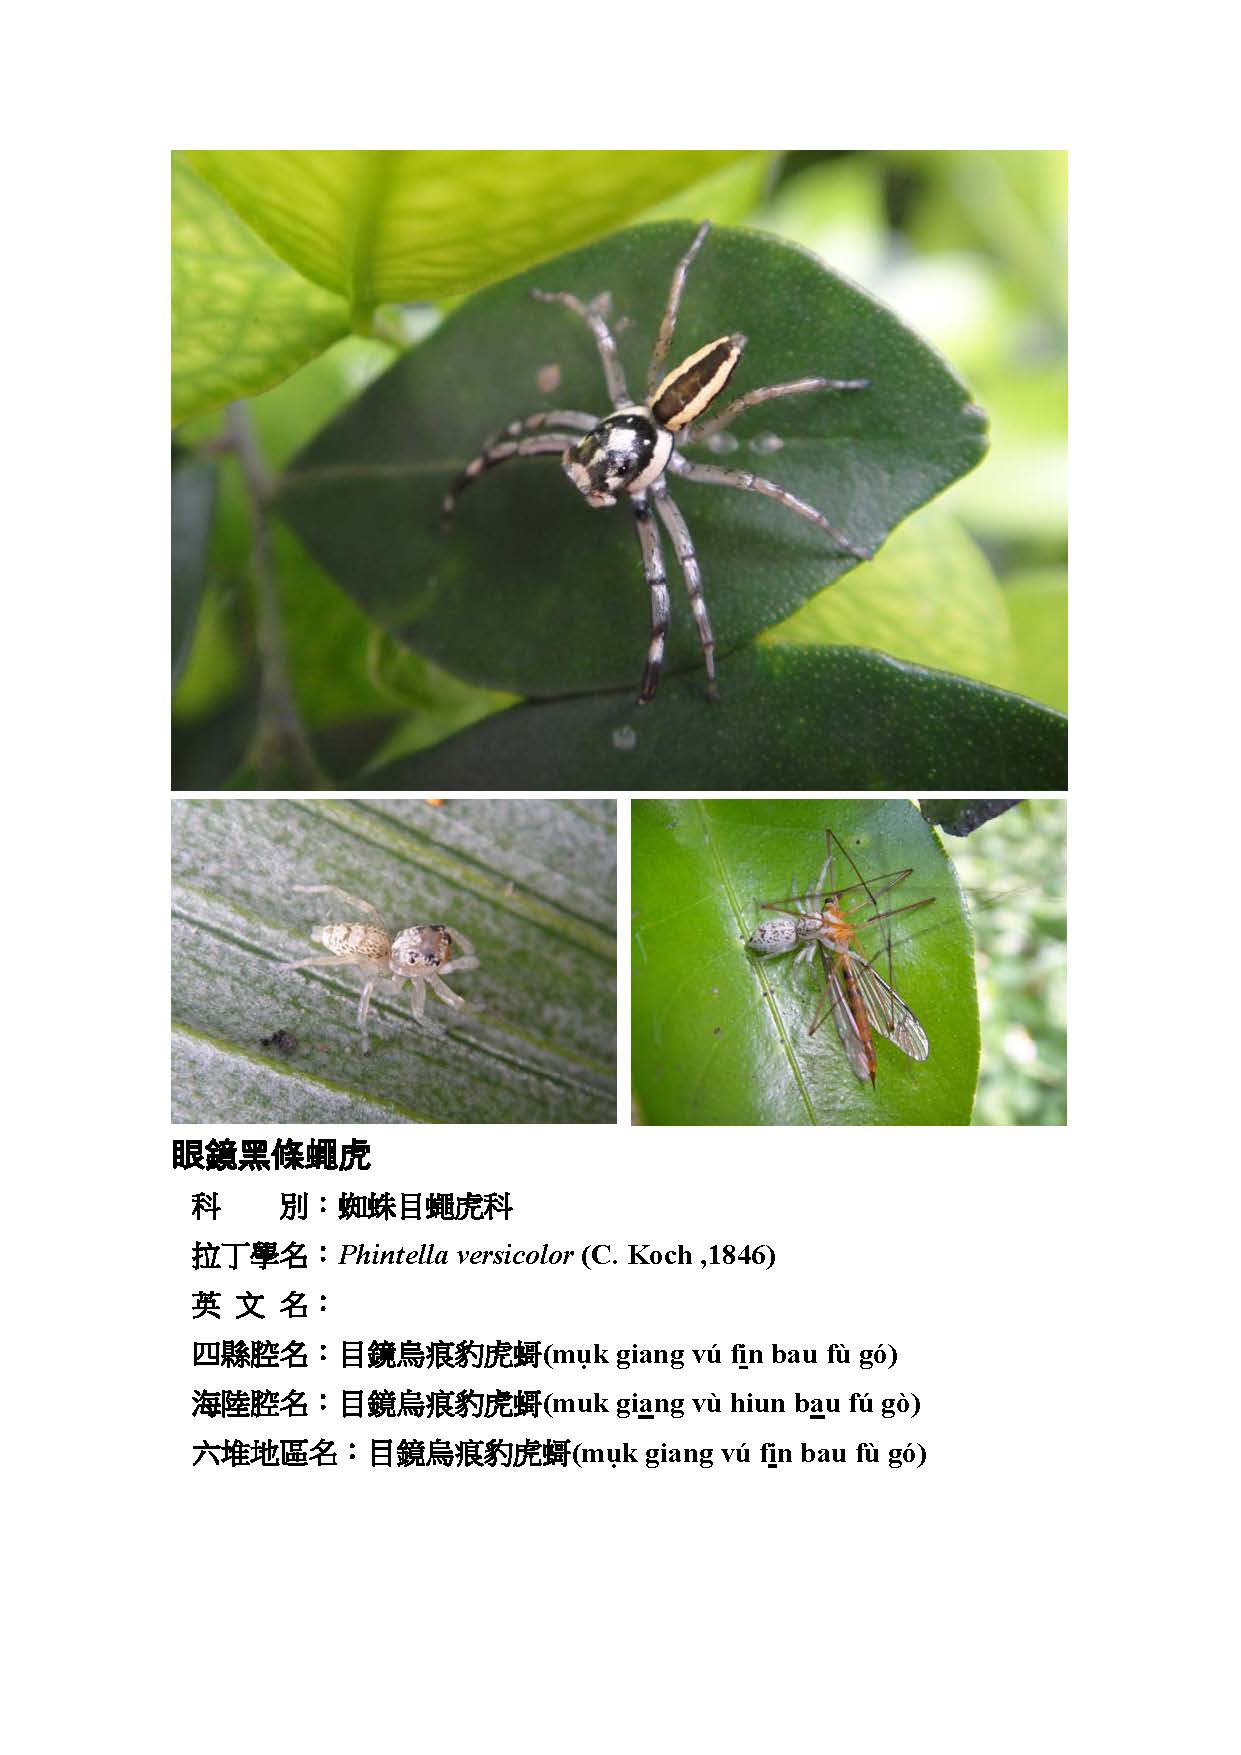 眼鏡黑條蠅虎
科　　別：蜘蛛目蠅虎科
拉丁學名：Phintella versicolor (C. Koch ,1846)
英 文 名：
四縣腔名：目鏡烏痕豹虎蟻(mụk giang vú fi̲n bau fù gó)
海陸腔名：目鏡烏痕豹虎蟻(muk gia̲ng vù hiun ba̲u fú gò)
六堆地區名：目鏡烏痕豹虎蟻(mụk giang vú fi̲n bau fù gó)